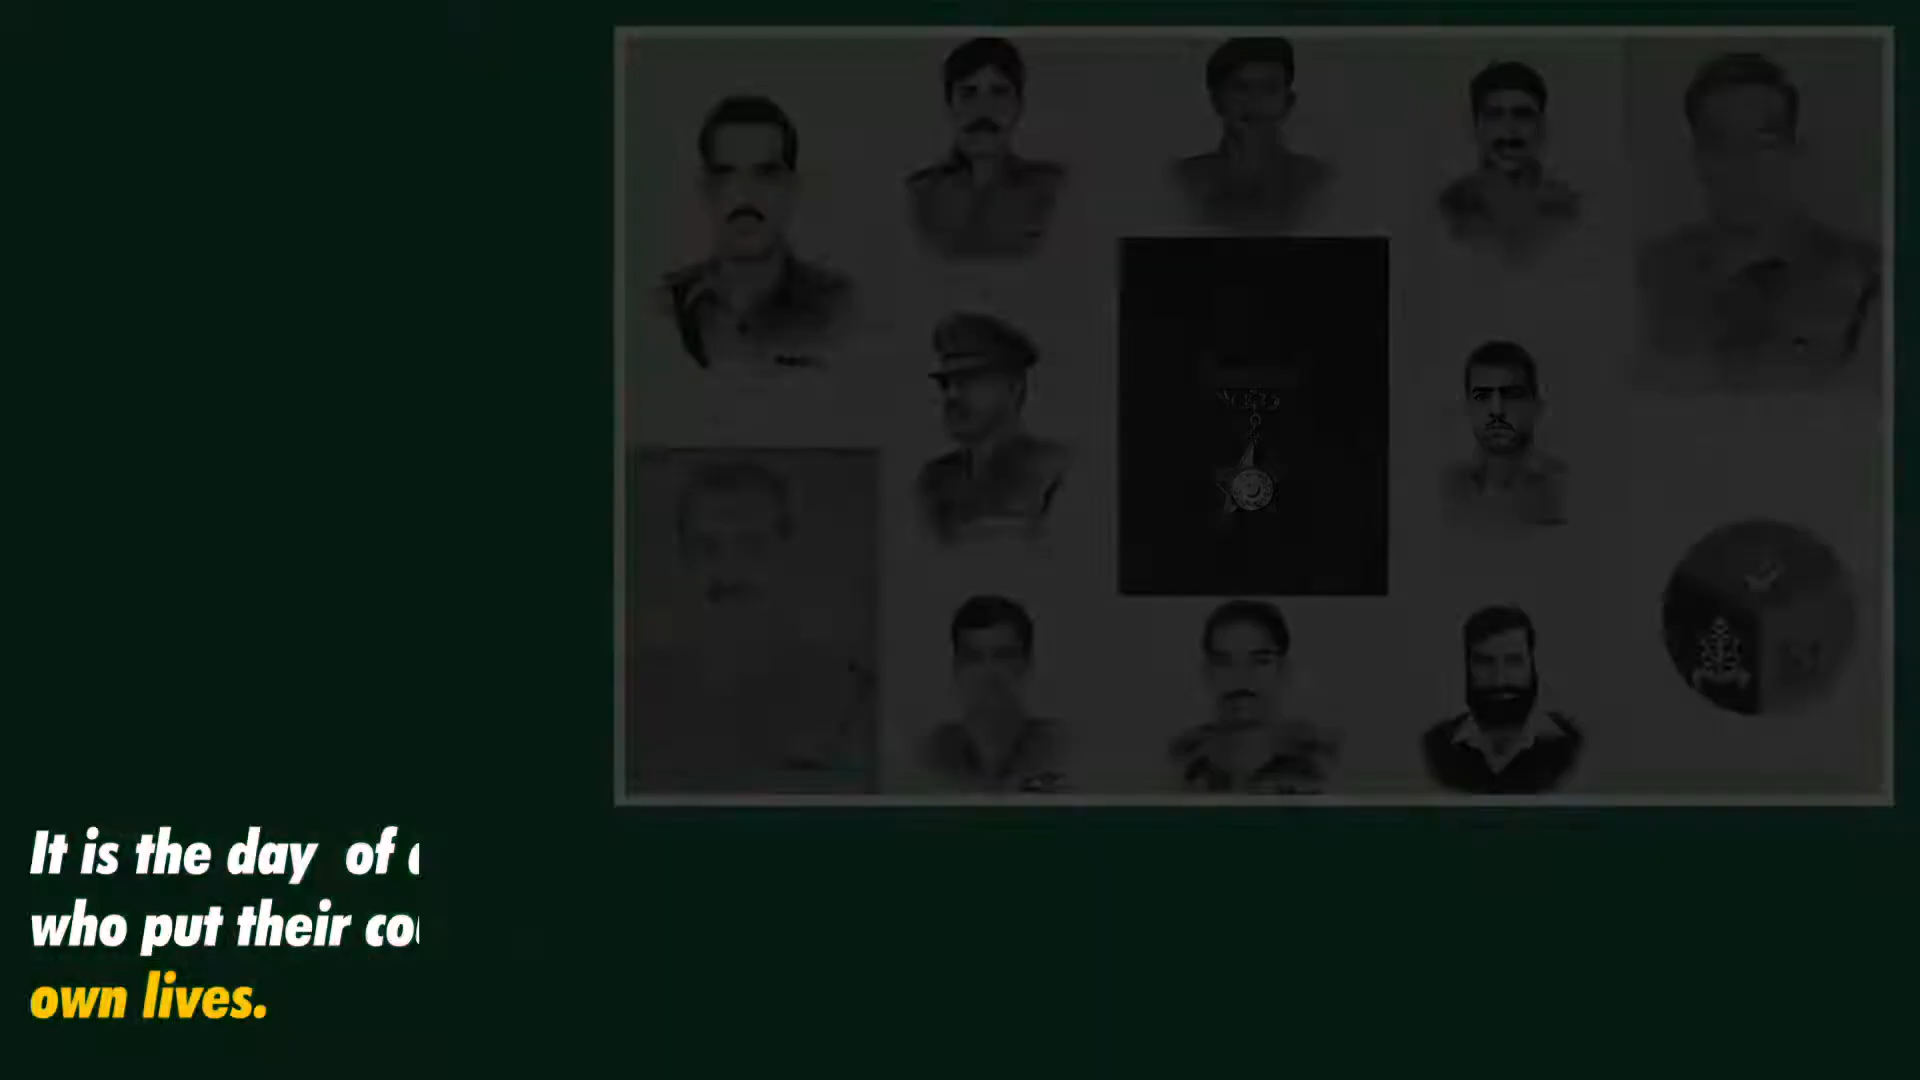 It is the day of
who put their
own lives.